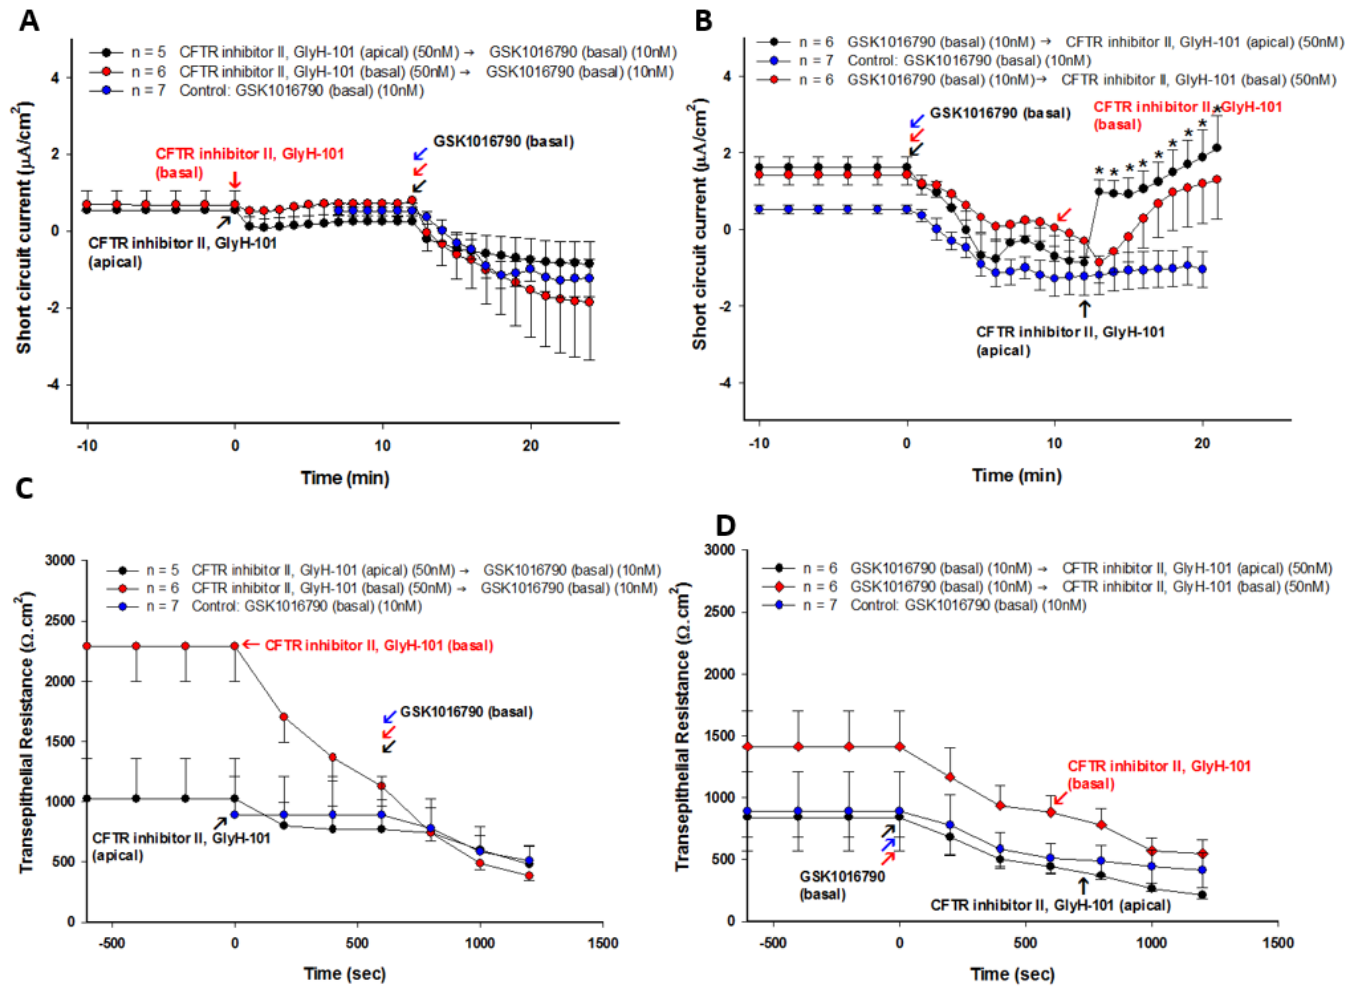 A
n = 5 CFTR inhibitor II, GlyH-101 (apical) (50nM) → GSK1016790 (basal) (10nM)
n = 6 CFTR inhibitor II, GlyH-101 (basal) (50nM) → GSK1016790 (basal) (10nM)
n = 7 Control: GSK1016790 (basal) (10nM)
Short circuit current (µA/cm²)
4
2
0
-2
-4
CFTR inhibitor II, GlyH-101
(basal)
GSK1016790 (basal)
CFTR inhibitor II, GlyH-101
(apical)
-10 0 10 20
Time (min)
B
n = 6 GSK1016790 (basal) (10nM) → CFTR inhibitor II, GlyH-101 (apical) (50nM)
n = 7 Control: GSK1016790 (basal) (10nM)
n = 6 GSK1016790 (basal) (10nM) → CFTR inhibitor II, GlyH-101 (basal) (50nM)
Short circuit current (µA/cm²)
4
2
0
-2
-4
GSK1016790 (basal)
CFTR inhibitor II, GlyH-101
(basal)
* * * * * * * * *
CFTR inhibitor II, GlyH-101
(apical)
-10 0 10 20
Time (min)
C
n = 5 CFTR inhibitor II, GlyH-101 (apical) (50nM) → GSK1016790 (basal) (10nM)
n = 6 CFTR inhibitor II, GlyH-101 (basal) (50nM) → GSK1016790 (basal) (10nM)
n = 7 Control: GSK1016790 (basal) (10nM)
Transepithelial Resistance (Ω.cm²)
3000
2500
2000
1500
1000
500
0
CFTR inhibitor II, GlyH-101 (basal)
GSK1016790 (basal)
CFTR inhibitor II, GlyH-101
(apical)
-500 0 500 1000 1500
Time (sec)
D
n = 6 GSK1016790 (basal) (10nM) → CFTR inhibitor II, GlyH-101 (apical) (50nM)
n = 6 GSK1016790 (basal) (10nM) → CFTR inhibitor II, GlyH-101 (basal) (50nM)
n = 7 Control: GSK1016790 (basal) (10nM)
Transepithelial Resistance (Ω.cm²)
3000
2500
2000
1500
1000
500
0
CFTR inhibitor II, GlyH-101
(basal)
GSK1016790
(basal)
CFTR inhibitor II, GlyH-101 (apical)
-500 0 500 1000 1500
Time (sec)